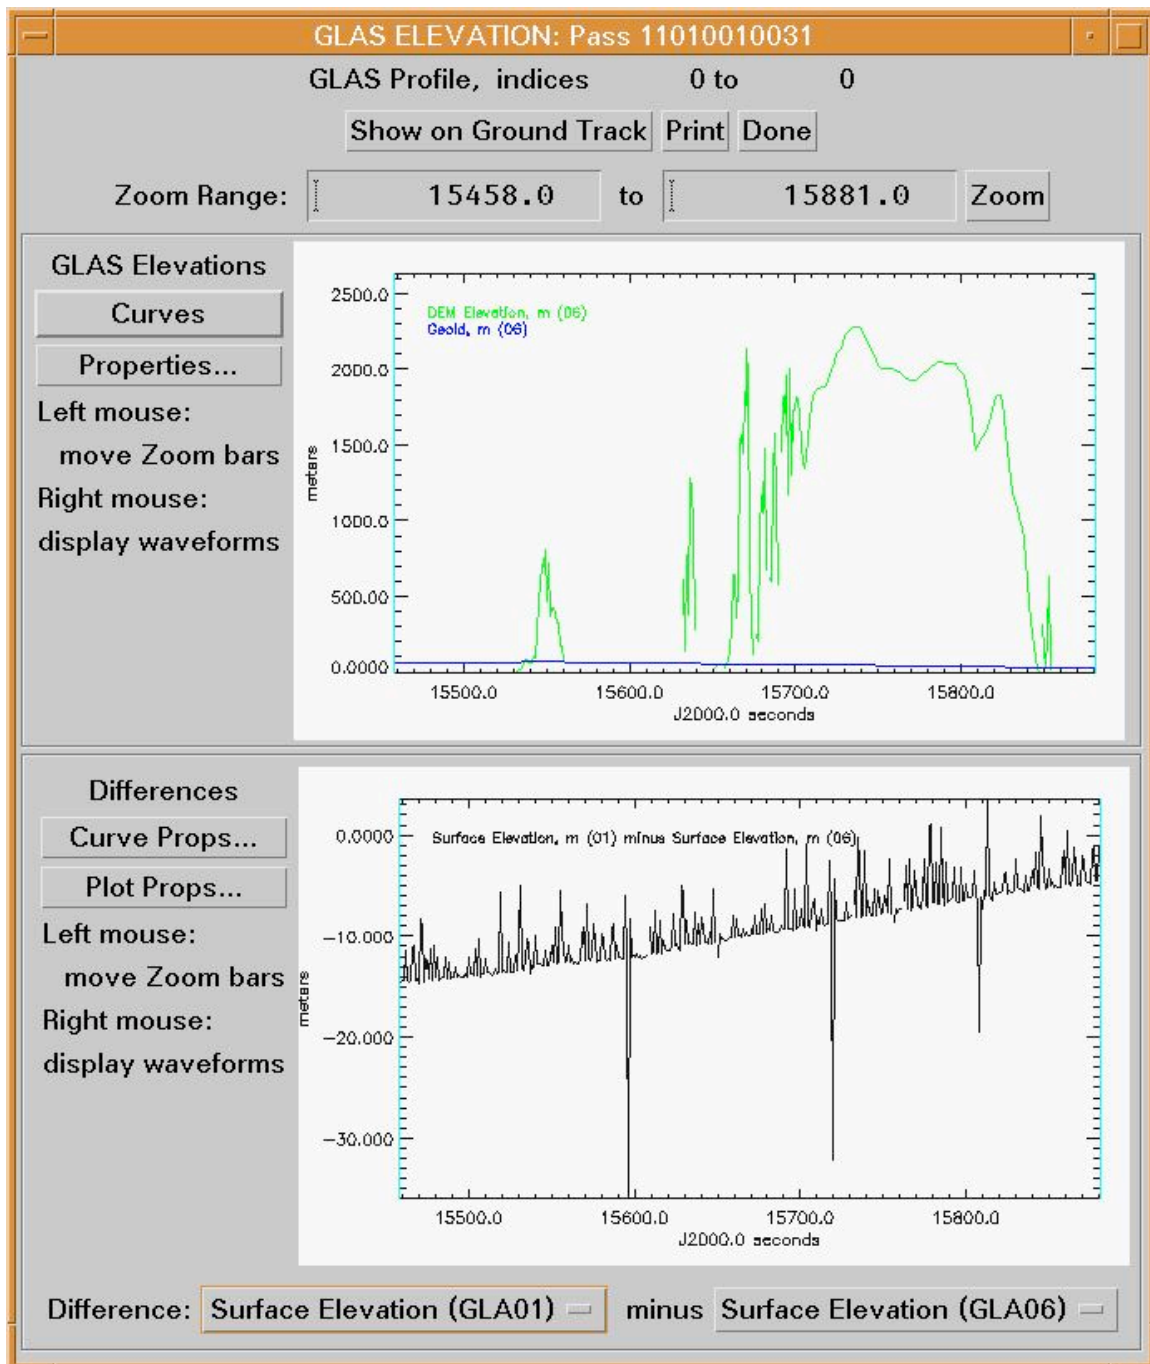 GLAS ELEVATION: Pass 11010010031
GLAS Profile, indices 0 to 0
Show on Ground Track Print Done
Zoom Range: 15458.0 to 15881.0 Zoom
GLAS Elevations
Curves
Properties...
Left mouse:
move Zoom bars
Right mouse:
display waveforms
2500.0
2000.0
1500.0
1000.0
500.00
0.0000
meters
DEM Elevation, m (06)
Geoid, m (06)
15500.0 15600.0 15700.0 15800.0
J2000.0 seconds
Differences
Curve Props...
Plot Props...
Left mouse:
move Zoom bars
Right mouse:
display waveforms
0.0000
-10.000
-20.000
-30.000
meters
Surface Elevation, m (01) minus Surface Elevation, m (06)
15500.0 15600.0 15700.0 15800.0
J2000.0 seconds
Difference: Surface Elevation (GLA01) minus Surface Elevation (GLA06)